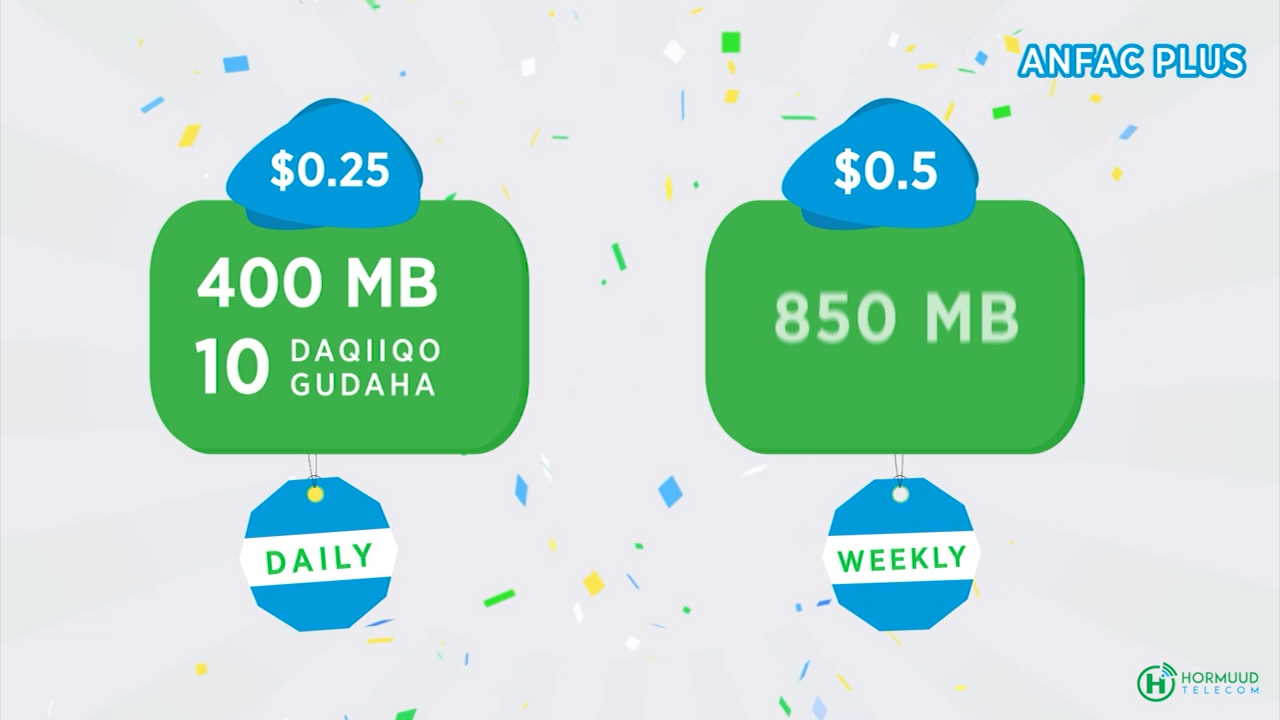 ANFAC PLUS
$0.25
400 MB
10 DAQIIQO
GUDAHA
DAILY
$0.5
850 MB
WEEKLY
HORMUUD
TELECOM